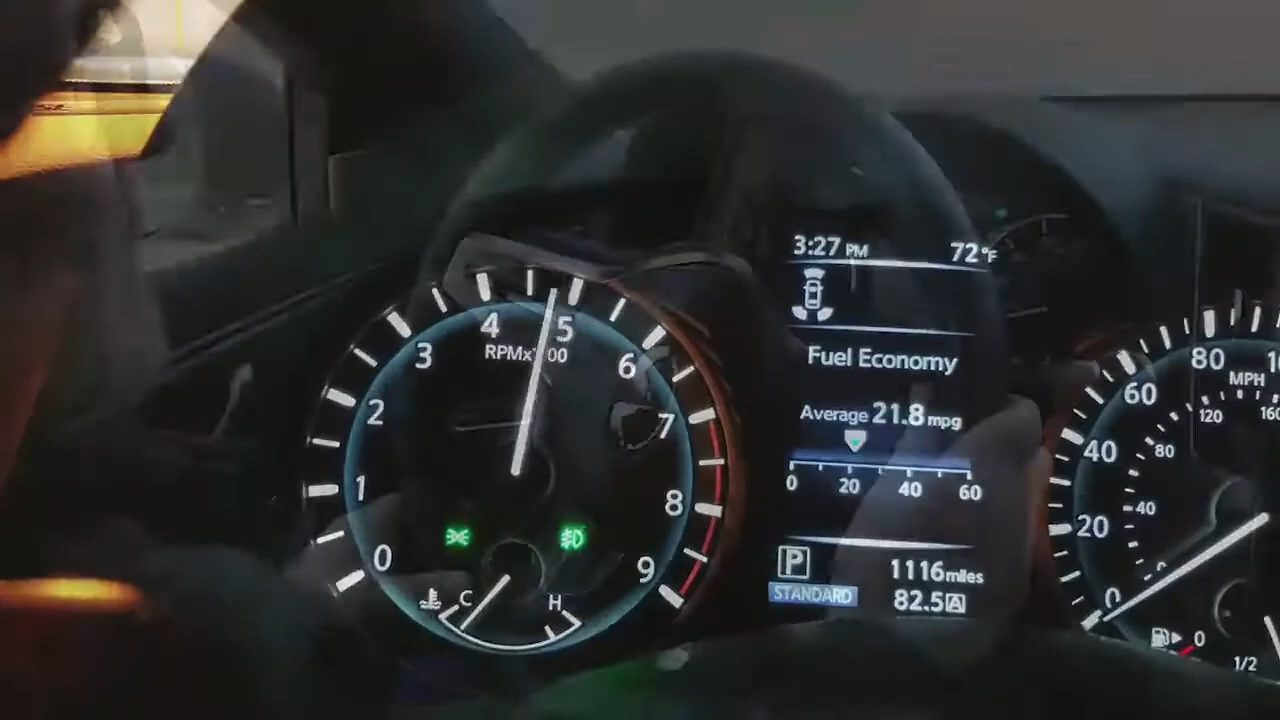 3:27 PM 72°F
Fuel Economy
Average 21.8 mpg
0 20 40 60
P
STANDARD
1116 miles
82.5 A
0 1 2 3 4 5 6 7 8 9
C H
0 20 40 60 80
MPH
0 40 80 120 160
0
1/2